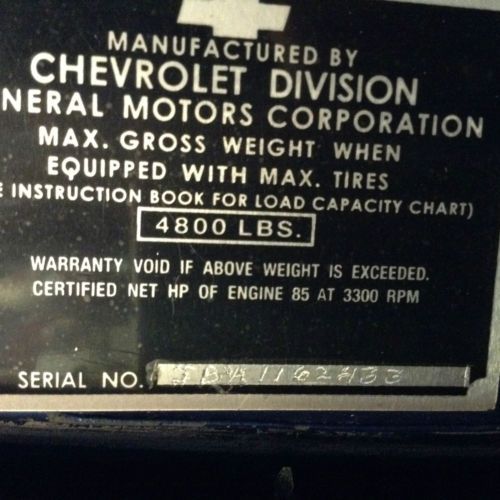 MANUFACTURED BY
CHEVROLET DIVISION
NERAL MOTORS CORPORATION
MAX. GROSS WEIGHT WHEN
EQUIPPED WITH MAX. TIRES
E INSTRUCTION BOOK FOR LOAD CAPACITY CHART)
4800 LBS.
WARRANTY VOID IF ABOVE WEIGHT IS EXCEEDED.
CERTIFIED NET HP OF ENGINE 85 AT 3300 RPM
SERIAL NO.